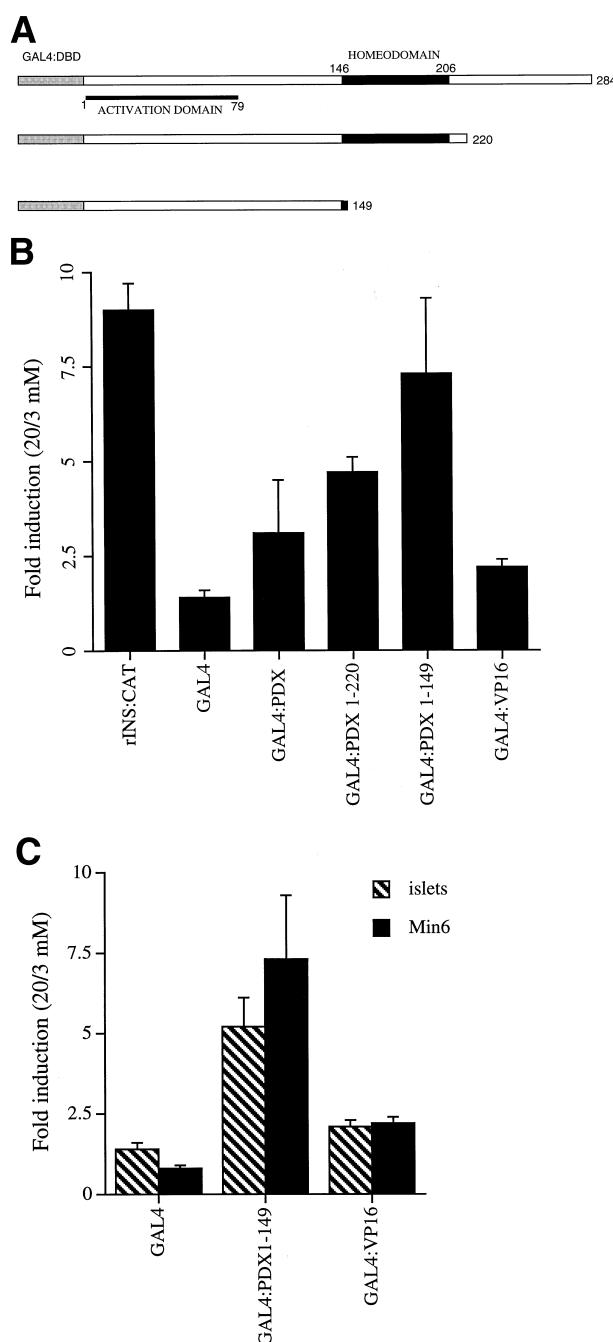 A
GAL4:DBD
HOMEODOMAIN
146 206
284
1 ACTIVATION DOMAIN 79
220
149
B
Fold induction (20/3 mM)
10
7.5
5
2.5
0
rINS:CAT
GAL4
GAL4:PDX
GAL4:PDX 1-220
GAL4:PDX 1-149
GAL4:VP16
C
Fold induction (20/3 mM)
10
7.5
5
2.5
0
islets
Min6
GAL4
GAL4:PDX1-149
GAL4:VP16